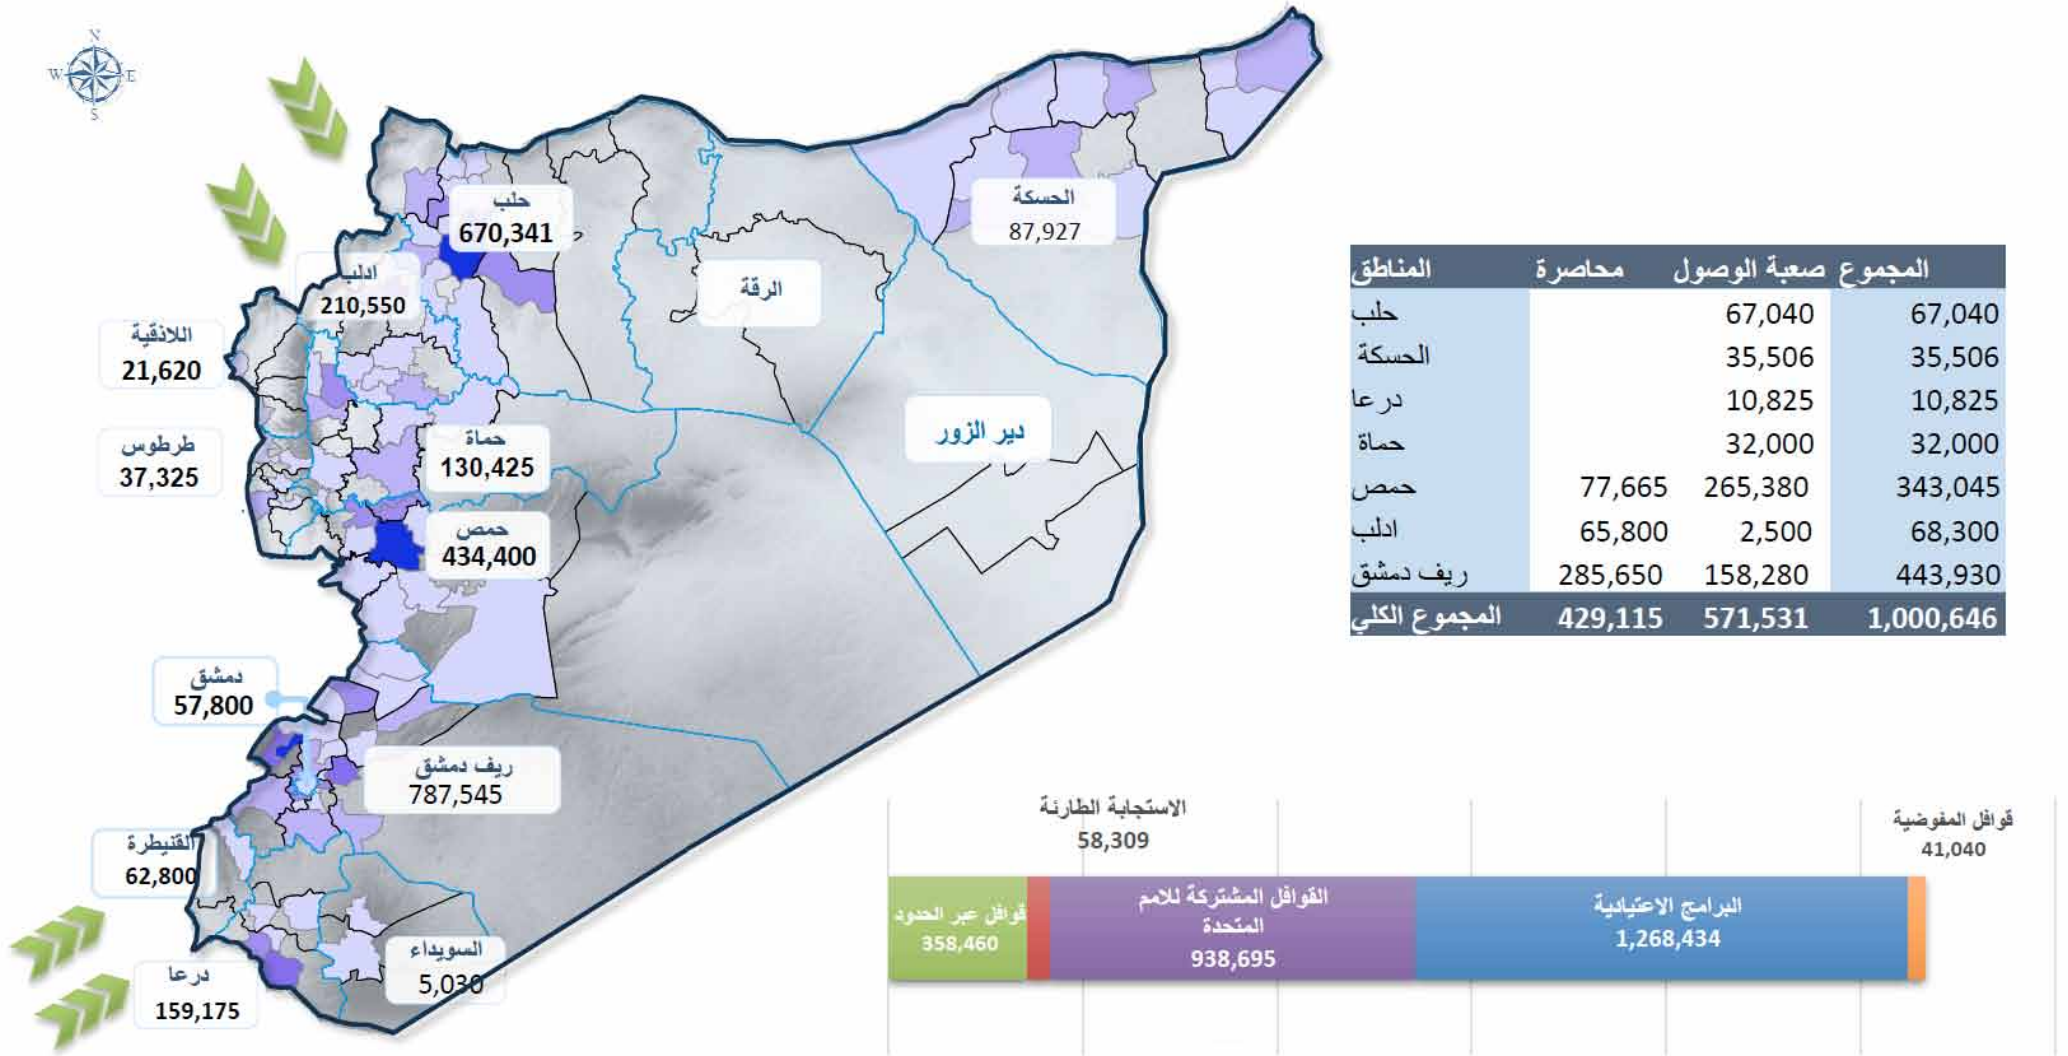 N
W E
S
حلب
670,341
الحسكة
87,927
ادلب
210,550
الرقة
اللاذقية
21,620
دير الزور
طرطوس
37,325
حماة
130,425
حمص
434,400
دمشق
57,800
ريف دمشق
787,545
القنيطرة
62,800
السويداء
5,030
درعا
159,175
المناطق محاصرة صعبة الوصول المجموع
حلب 67,040 67,040
الحسكة 35,506 35,506
درعا 10,825 10,825
حماة 32,000 32,000
حمص 77,665 265,380 343,045
ادلب 65,800 2,500 68,300
ريف دمشق 285,650 158,280 443,930
المجموع الكلي 429,115 571,531 1,000,646
الاستجابة الطارئة
58,309
قوافل المفوضية
41,040
قوافل عبر الحدود
358,460
القوافل المشتركة للامم
المتحدة
938,695
البرامج الاعتيادية
1,268,434